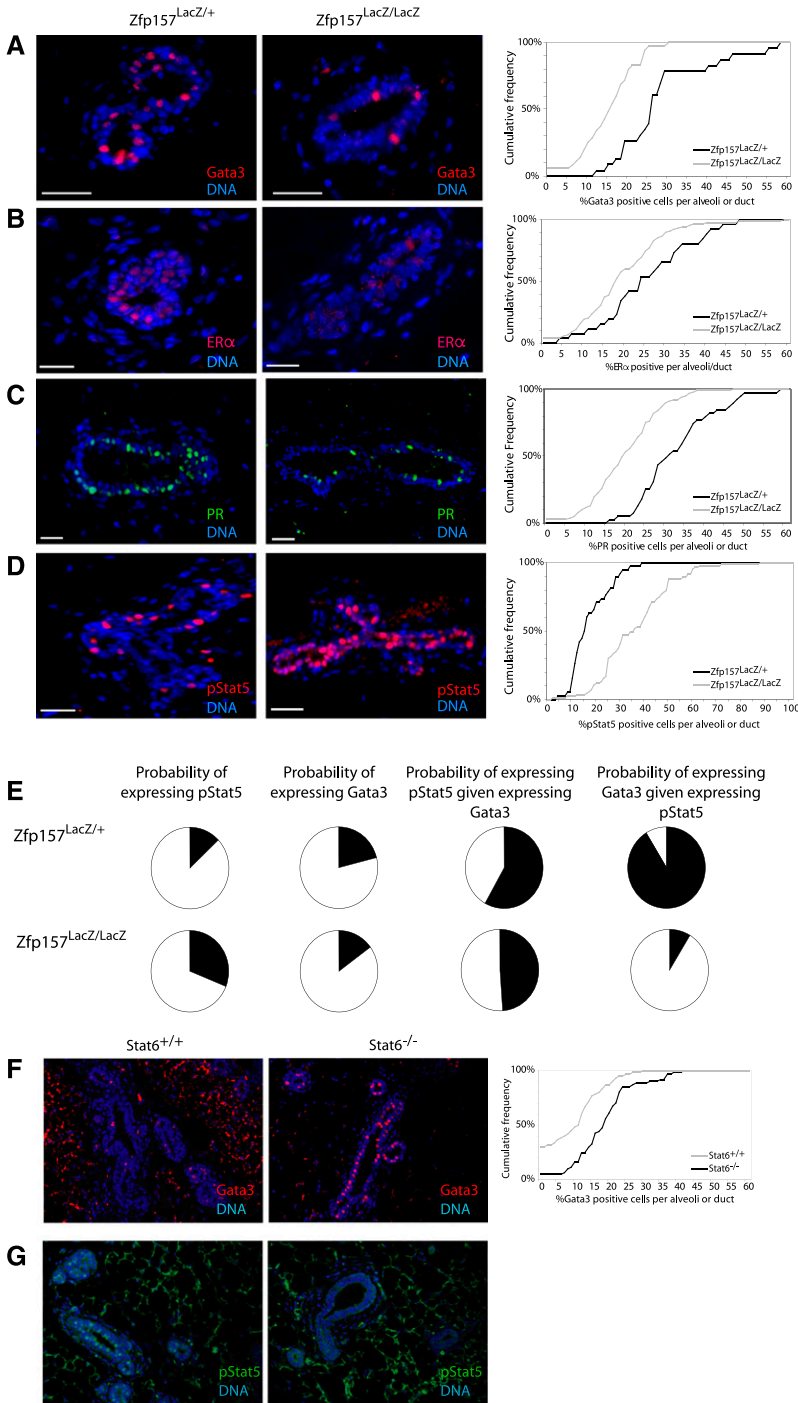 Zfp157LacZ/+
Zfp157LacZ/LacZ
A
Gata3
DNA
Gata3
DNA
Cumulative frequency
100%
50%
0%
0 5 10 15 20 25 30 35 40 45 50 55 60
%Gata3 positive cells per alveoli or duct
Zfp157LacZ/+
Zfp157LacZ/LacZ
B
ERα
DNA
ERα
DNA
Cumulative frequency
100%
50%
0%
0 5 10 15 20 25 30 35 40 45 50 55 60
%ERα positive per alveoli/duct
Zfp157LacZ/+
Zfp157LacZ/LacZ
C
PR
DNA
PR
DNA
Cumulative Frequency
100%
50%
0%
0 5 10 15 20 25 30 35 40 45 50 55 60
%PR positive cells per alveoli or duct
Zfp157LacZ/+
Zfp157LacZ/LacZ
D
pStat5
DNA
pStat5
DNA
Cumulative frequency
100%
50%
0%
0 10 20 30 40 50 60 70 80 90 100
%pStat5 positive cells per alveoli or duct
Zfp157LacZ/+
Zfp157LacZ/LacZ
E
Probability of
expressing pStat5
Probability of
expressing Gata3
Probability of expressing
pStat5 given expressing
Gata3
Probability of expressing
Gata3 given expressing
pStat5
Zfp157LacZ/+
Zfp157LacZ/LacZ
Stat6+/+
Stat6-/-
F
Gata3
DNA
Gata3
DNA
Cumulative frequency
100%
50%
0%
0 5 10 15 20 25 30 35 40 45 50 55 60
%Gata3 positive cells per alveoli or duct
Stat6+/+
Stat6-/-
G
pStat5
DNA
pStat5
DNA